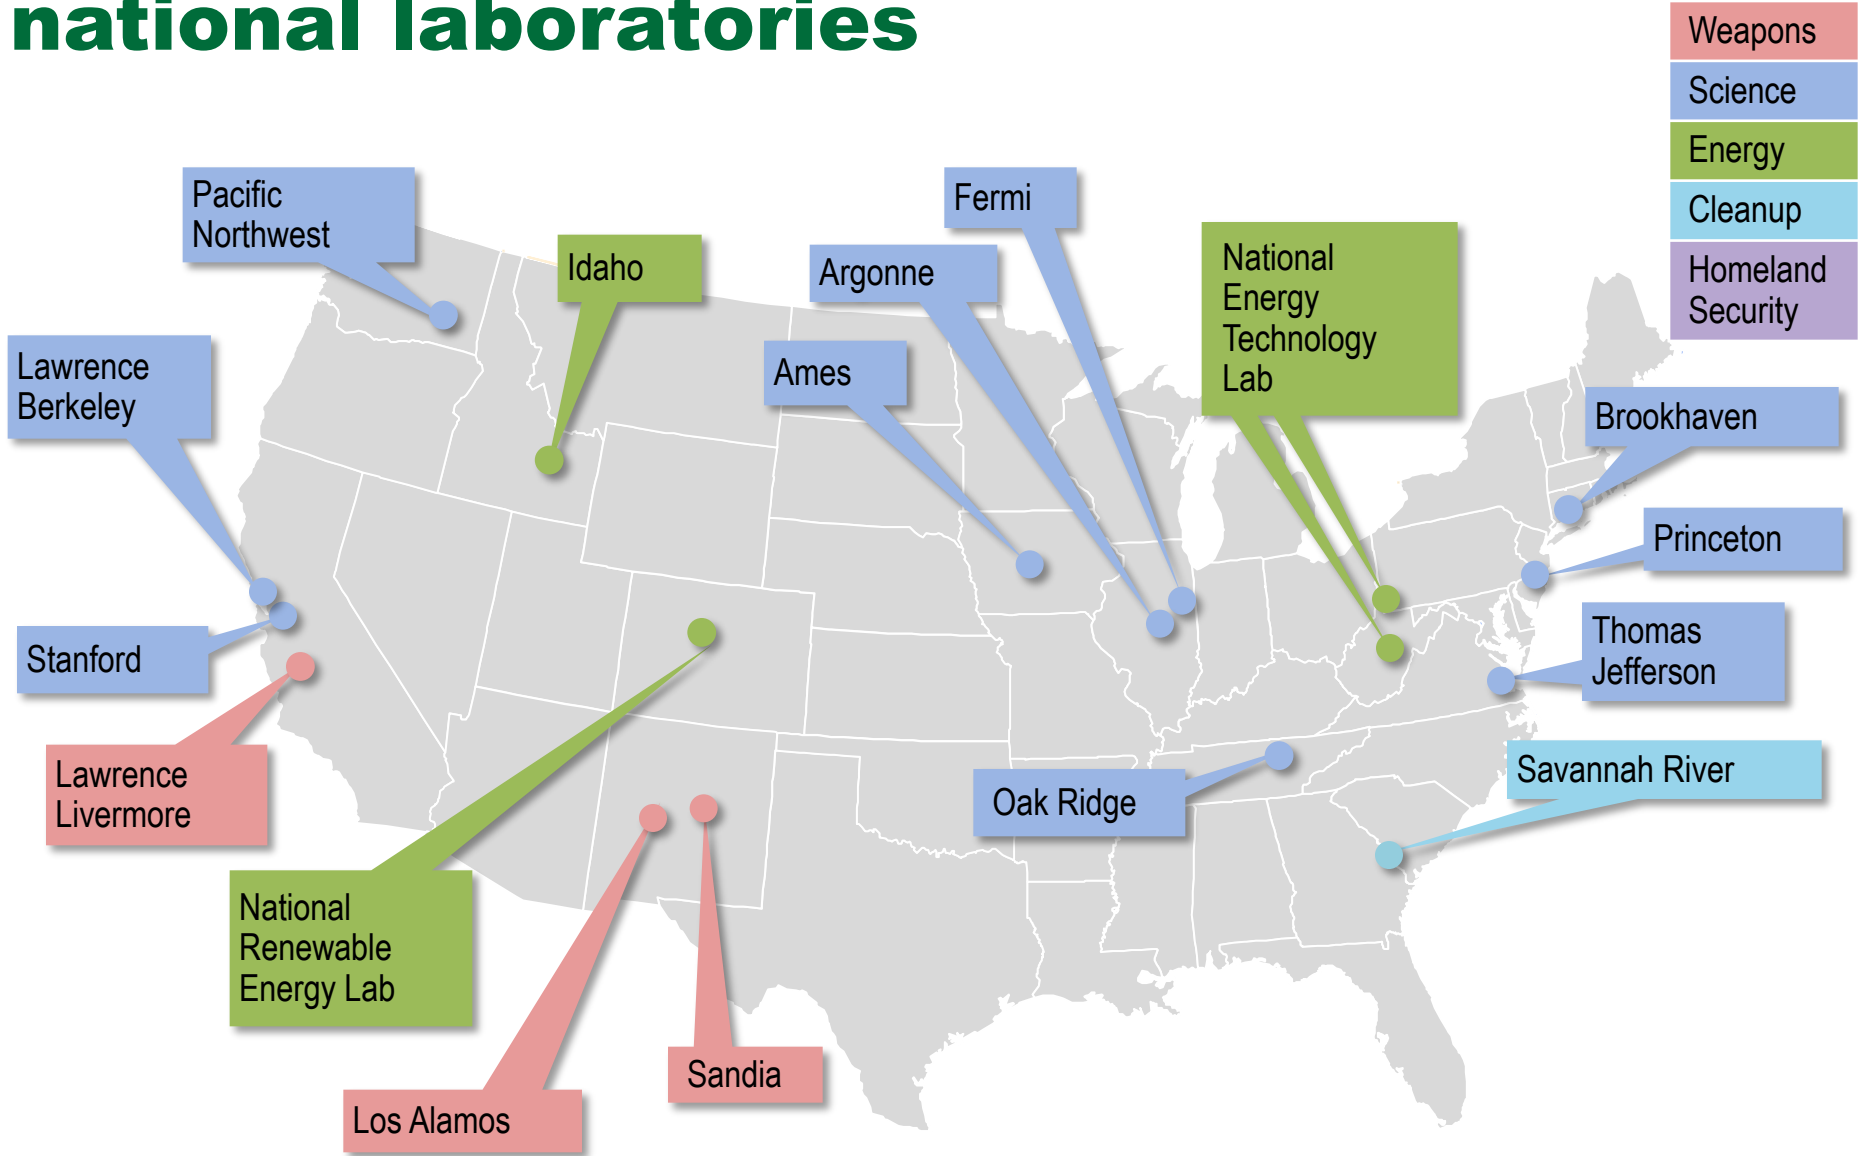 national laboratories
Weapons
Science
Energy
Cleanup
Homeland
Security
Pacific
Northwest
Idaho
Fermi
Argonne
National
Energy
Technology
Lab
Lawrence
Berkeley
Ames
Brookhaven
Princeton
Stanford
Thomas
Jefferson
Lawrence
Livermore
Oak Ridge
Savannah River
National
Renewable
Energy Lab
Sandia
Los Alamos